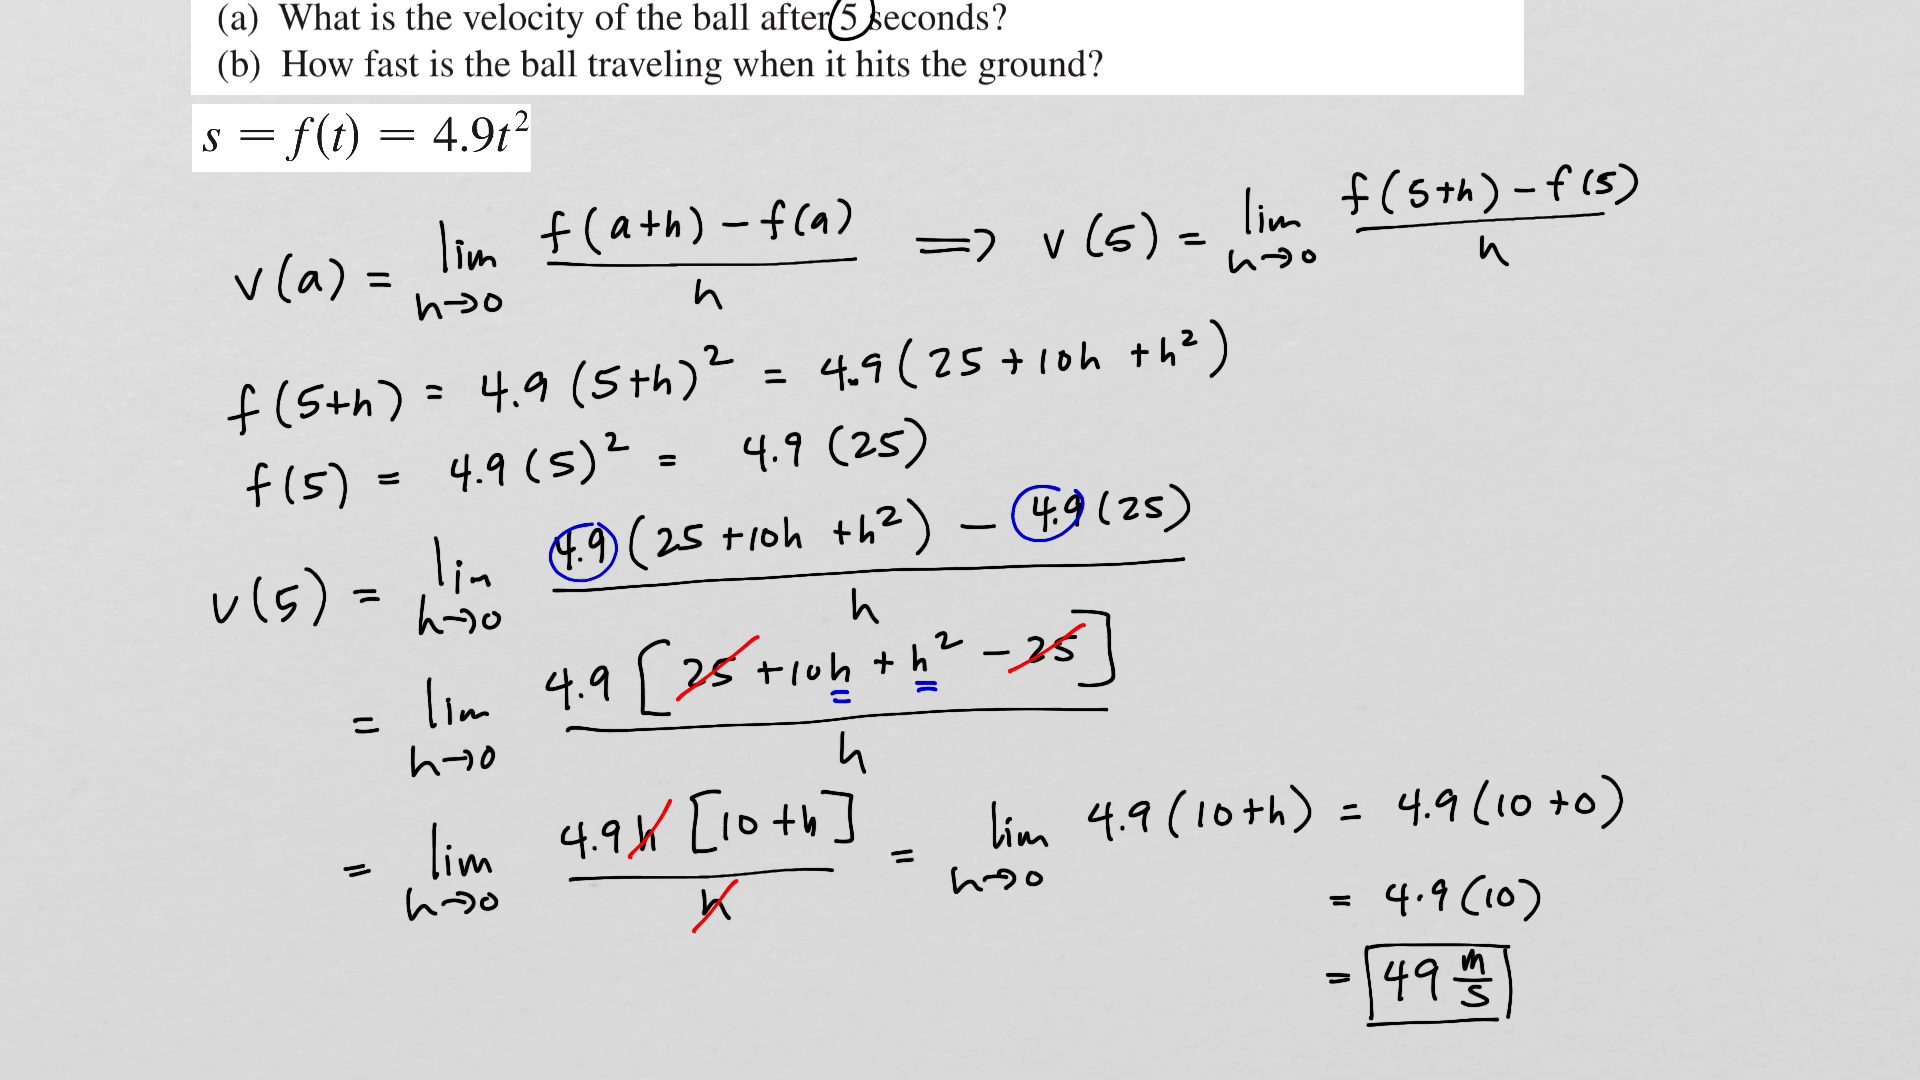 (a) What is the velocity of the ball after 5 seconds?
(b) How fast is the ball traveling when it hits the ground?
s = f(t) = 4.9t²
v(a) = lim h→0 f(a+h) − f(a) / h ⟹ v(5) = lim h→0 f(5+h) − f(5) / h
f(5+h) = 4.9(5+h)² = 4.9(25 + 10h + h²)
f(5) = 4.9(5)² = 4.9(25)
v(5) = lim h→0 4.9(25 + 10h + h²) − 4.9(25) / h
= lim h→0 4.9[25 + 10h + h² − 25] / h
= lim h→0 4.9h[10 + h] / h = lim h→0 4.9(10+h) = 4.9(10+0)
= 4.9(10)
= 49 m/s